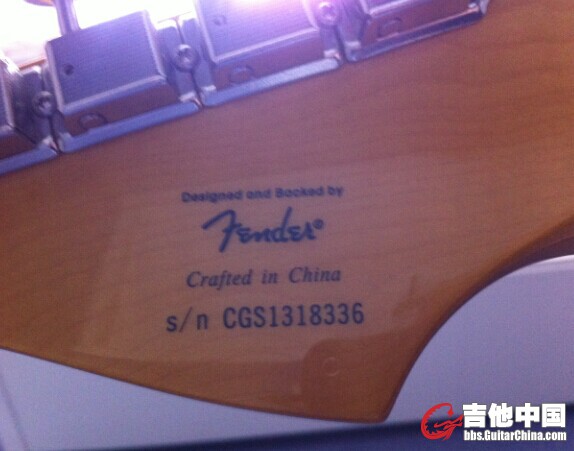 Designed and Backed by
Fender®
Crafted in China
s/n CGS1318336
吉他中国
bbs.GuitarChina.com